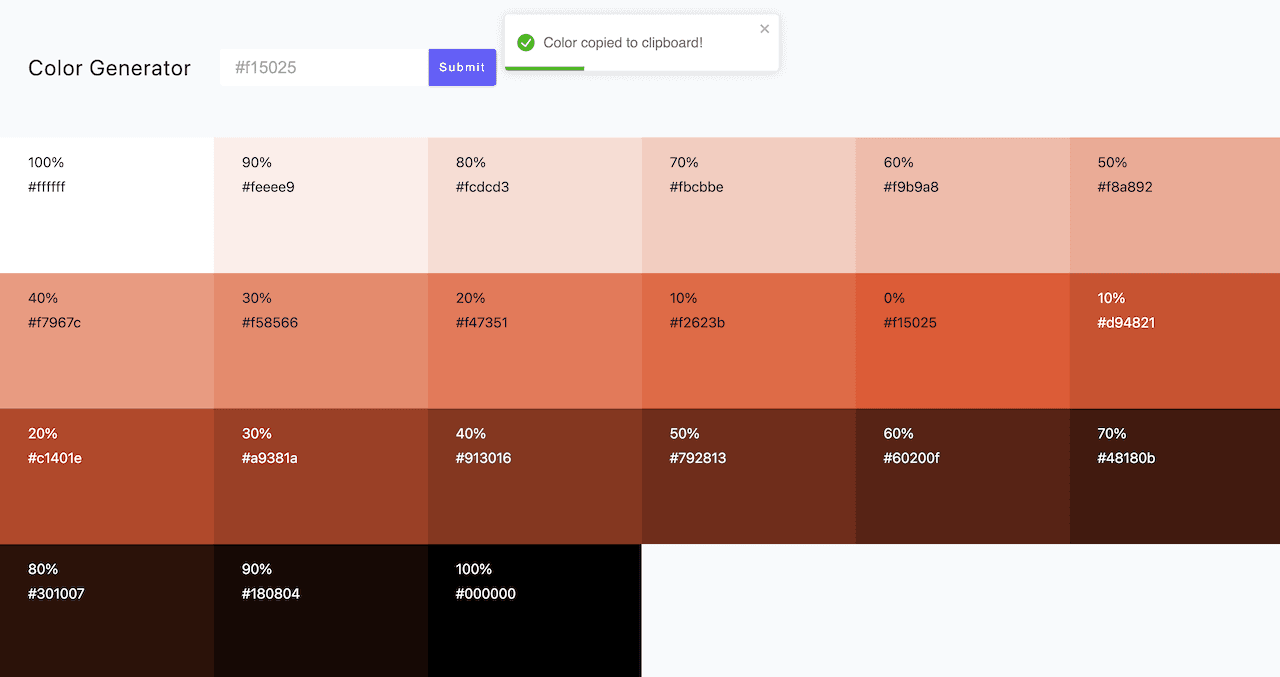 Color copied to clipboard!
Color Generator
#f15025
Submit
100%
#ffffff
90%
#feeee9
80%
#fcdcd3
70%
#fbcbbe
60%
#f9b9a8
50%
#f8a892
40%
#f7967c
30%
#f58566
20%
#f47351
10%
#f2623b
0%
#f15025
10%
#d94821
20%
#c1401e
30%
#a9381a
40%
#913016
50%
#792813
60%
#60200f
70%
#48180b
80%
#301007
90%
#180804
100%
#000000